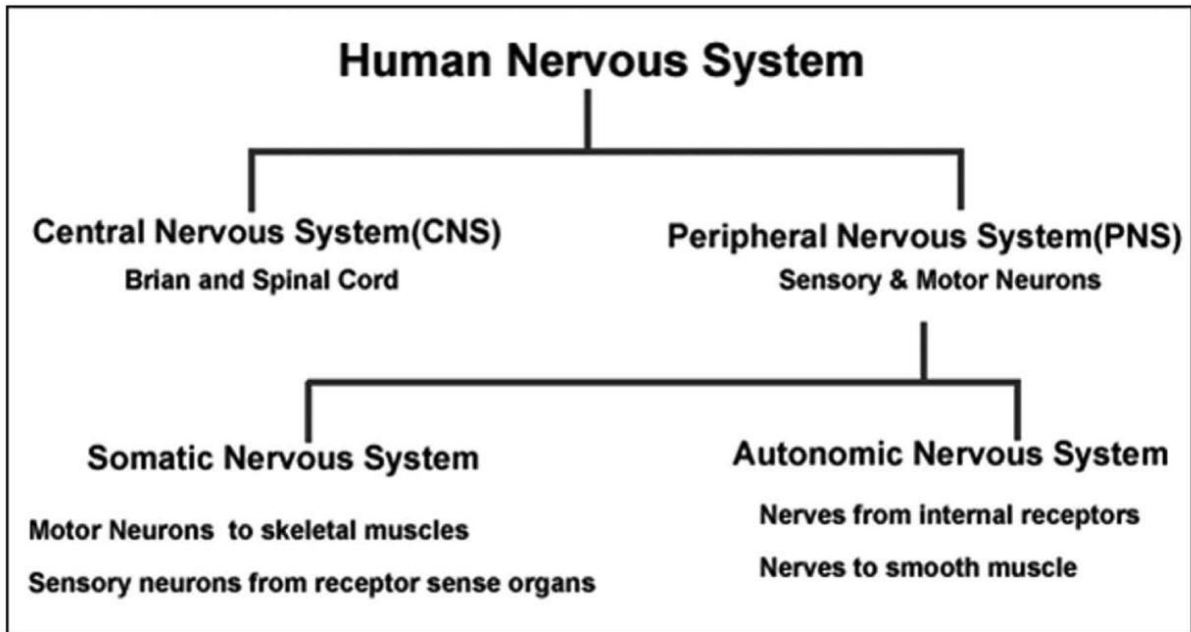 Human Nervous System
Central Nervous System(CNS)
Brian and Spinal Cord
Peripheral Nervous System(PNS)
Sensory & Motor Neurons
Somatic Nervous System
Motor Neurons to skeletal muscles
Sensory neurons from receptor sense organs
Autonomic Nervous System
Nerves from internal receptors
Nerves to smooth muscle